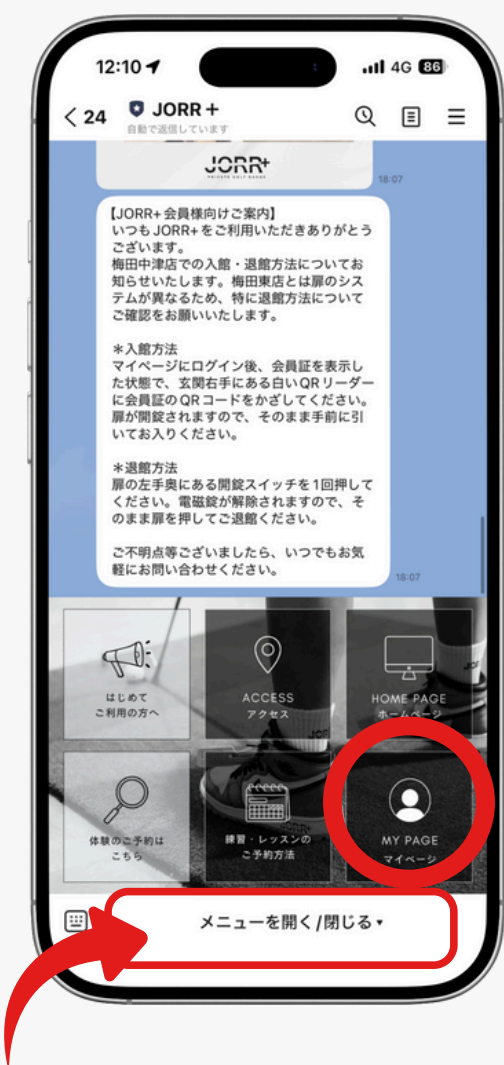 12:10
4G 86
24 JORR +
自動で返信しています
JORR+
PRIVATE GOLF RANGE
18:07
【JORR+ 会員様向けご案内】
いつも JORR+ をご利用いただきありがとう
ございます。
梅田中津店での入館・退館方法についてお
知らせいたします。梅田東店とは扉のシス
テムが異なるため、特に退館方法について
ご確認をお願いいたします。
＊入館方法
マイページにログイン後、会員証を表示し
た状態で、玄関右手にある白い QR リーダー
に会員証の QR コードをかざしてください。
扉が開錠されますので、そのまま手前に引
いてお入りください。
＊退館方法
扉の左手奥にある開錠スイッチを1回押して
ください。電磁錠が解除されますので、そ
のまま扉を押してご退館ください。
ご不明点等ございましたら、いつでもお気
軽にお問い合わせください。
18:07
はじめて
ご利用の方へ
ACCESS
アクセス
HOME PAGE
ホームページ
体験のご予約は
こちら
練習・レッスンの
ご予約方法
MY PAGE
マイページ
メニューを開く/閉じる▾